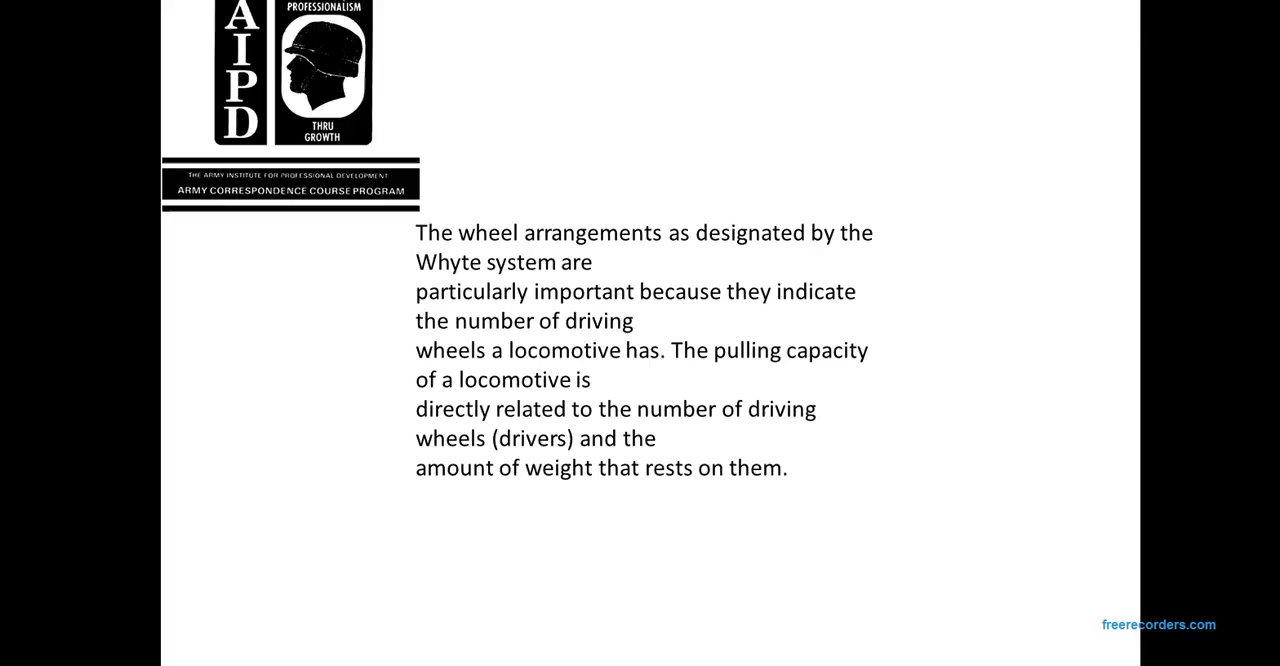 A
I
P
D
PROFESSIONALISM
THRU
GROWTH
THE ARMY INSTITUTE FOR PROFESSIONAL DEVELOPMENT
ARMY CORRESPONDENCE COURSE PROGRAM
The wheel arrangements as designated by the
Whyte system are
particularly important because they indicate
the number of driving
wheels a locomotive has. The pulling capacity
of a locomotive is
directly related to the number of driving
wheels (drivers) and the
amount of weight that rests on them.
freerecorders.com